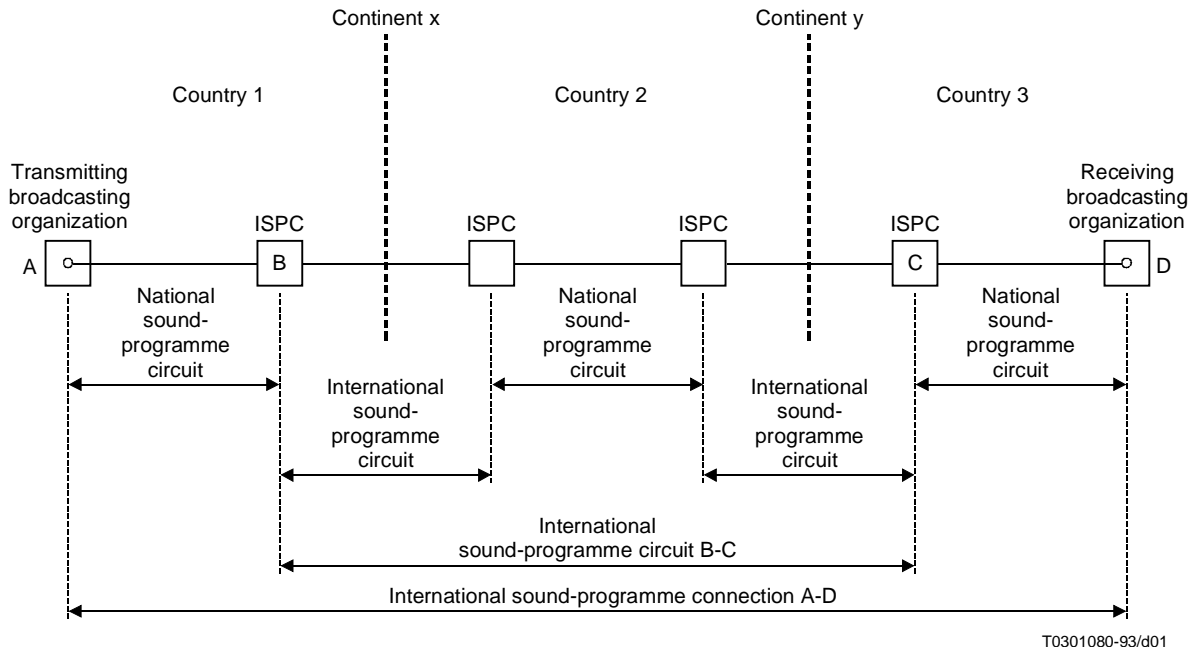 Continent x
Continent y
Country 1
Country 2
Country 3
Transmitting
broadcasting
organization
Receiving
broadcasting
organization
ISPC
ISPC
ISPC
ISPC
A
B
C
D
National
sound-
programme
circuit
National
sound-
programme
circuit
National
sound-
programme
circuit
International
sound-
programme
circuit
International
sound-
programme
circuit
International
sound-programme circuit B-C
International sound-programme connection A-D
T0301080-93/d01